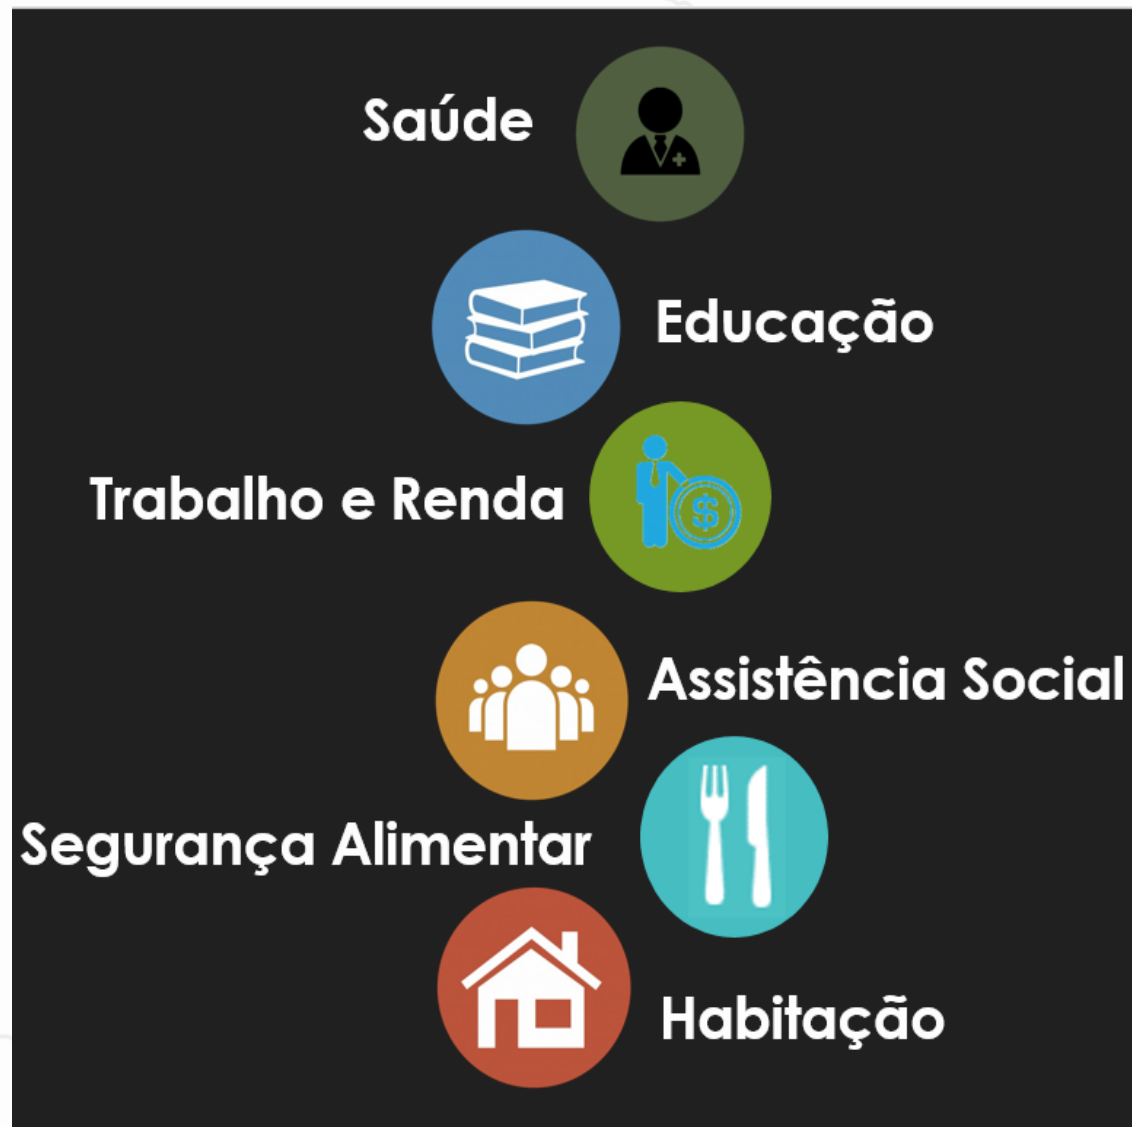 Saúde
Educação
Trabalho e Renda
Assistência Social
Segurança Alimentar
Habitação